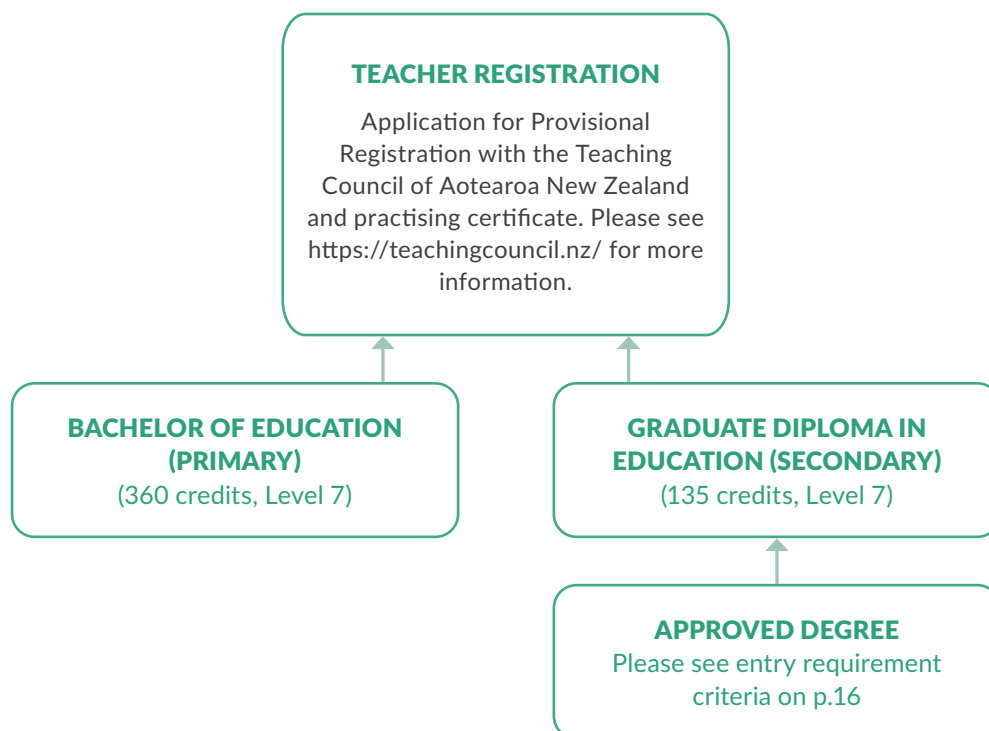 TEACHER REGISTRATION
Application for Provisional
Registration with the Teaching
Council of Aotearoa New Zealand
and practising certificate. Please see
https://teachingcouncil.nz/ for more
information.
BACHELOR OF EDUCATION
(PRIMARY)
(360 credits, Level 7)
GRADUATE DIPLOMA IN
EDUCATION (SECONDARY)
(135 credits, Level 7)
APPROVED DEGREE
Please see entry requirement
criteria on p.16